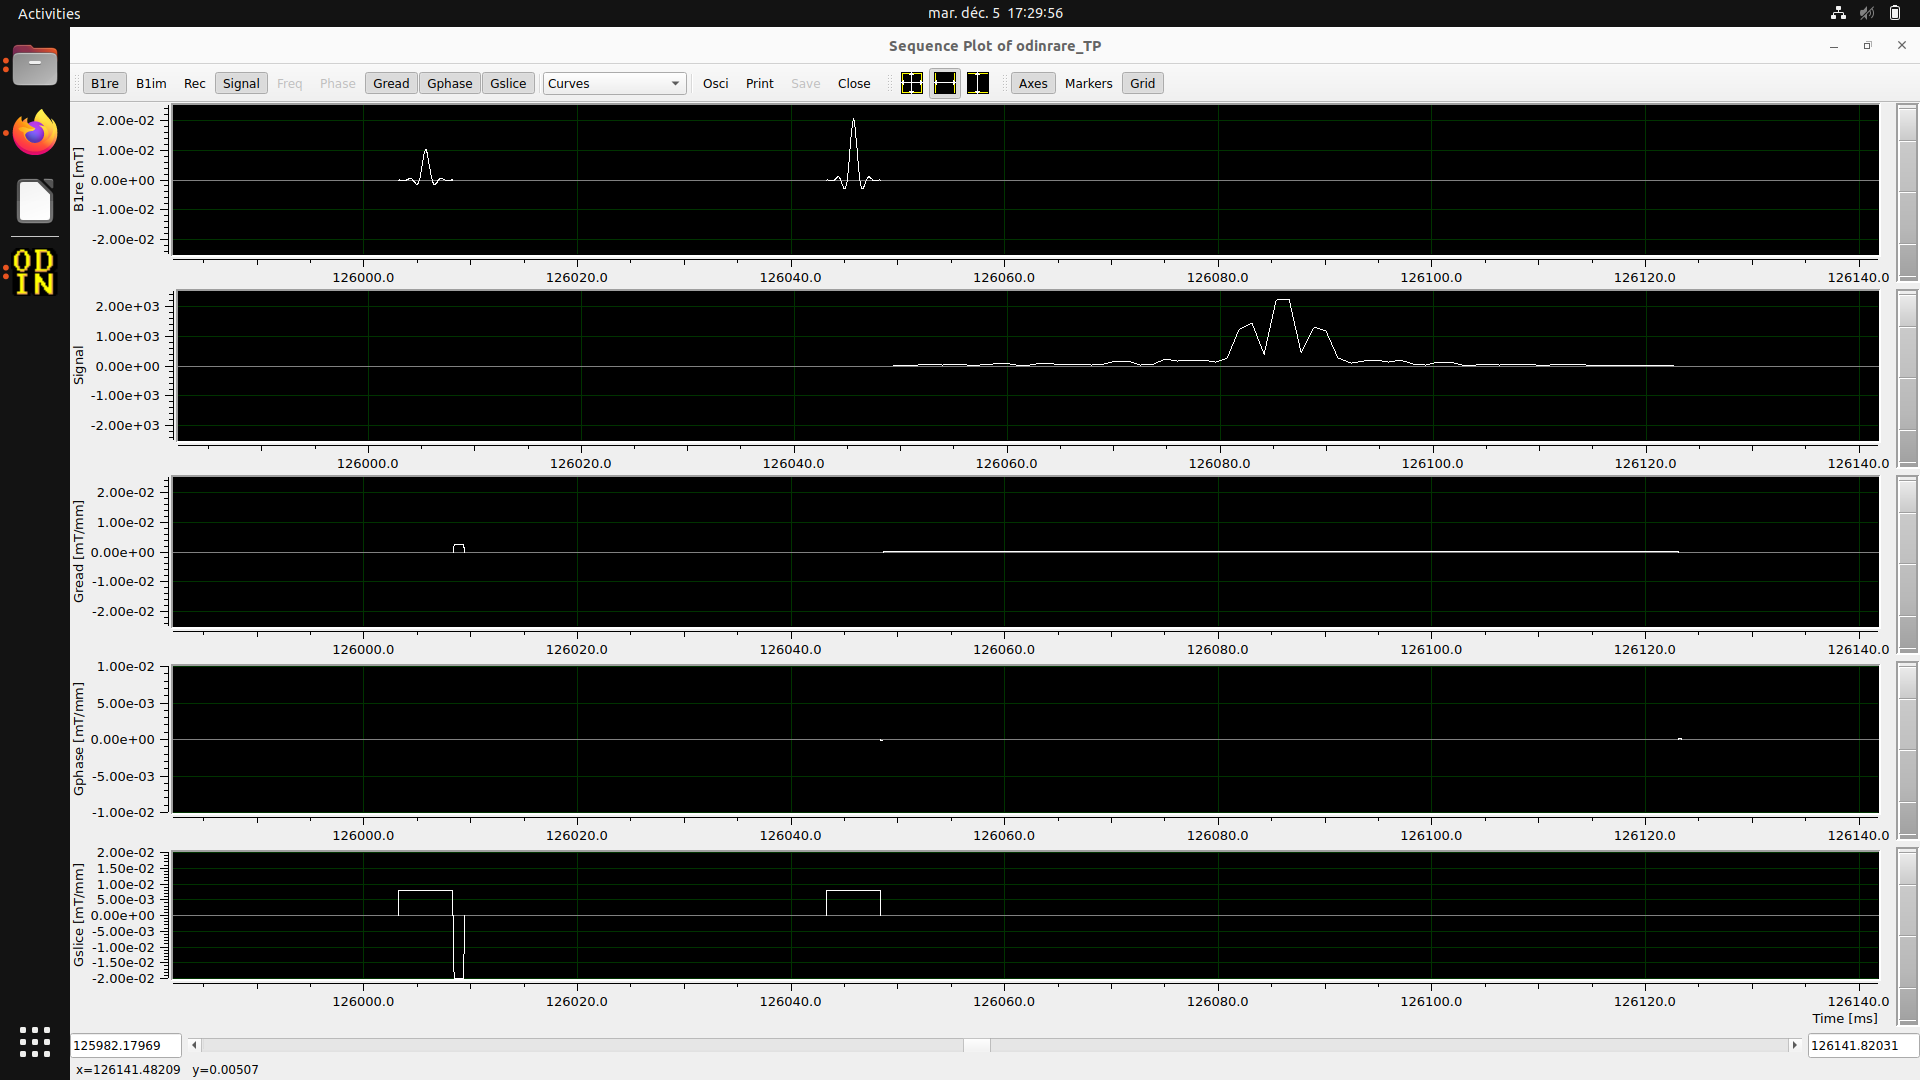 Activities
mar. déc. 5 17:29:56
Sequence Plot of odinrare_TP
B1re B1im Rec Signal Freq Phase Gread Gphase Gslice Curves Osci Print Save Close Axes Markers Grid
OD
IN
B1re [mT]
2.00e-02
1.00e-02
0.00e+00
-1.00e-02
-2.00e-02
126000.0 126020.0 126040.0 126060.0 126080.0 126100.0 126120.0 126140.0
Signal
2.00e+03
1.00e+03
0.00e+00
-1.00e+03
-2.00e+03
126000.0 126020.0 126040.0 126060.0 126080.0 126100.0 126120.0 126140.0
Gread [mT/mm]
2.00e-02
1.00e-02
0.00e+00
-1.00e-02
-2.00e-02
126000.0 126020.0 126040.0 126060.0 126080.0 126100.0 126120.0 126140.0
Gphase [mT/mm]
1.00e-02
5.00e-03
0.00e+00
-5.00e-03
-1.00e-02
126000.0 126020.0 126040.0 126060.0 126080.0 126100.0 126120.0 126140.0
Gslice [mT/mm]
2.00e-02
1.50e-02
1.00e-02
5.00e-03
0.00e+00
-5.00e-03
-1.00e-02
-1.50e-02
-2.00e-02
126000.0 126020.0 126040.0 126060.0 126080.0 126100.0 126120.0 126140.0
Time [ms]
125982.17969 126141.82031
x=126141.48209 y=0.00507